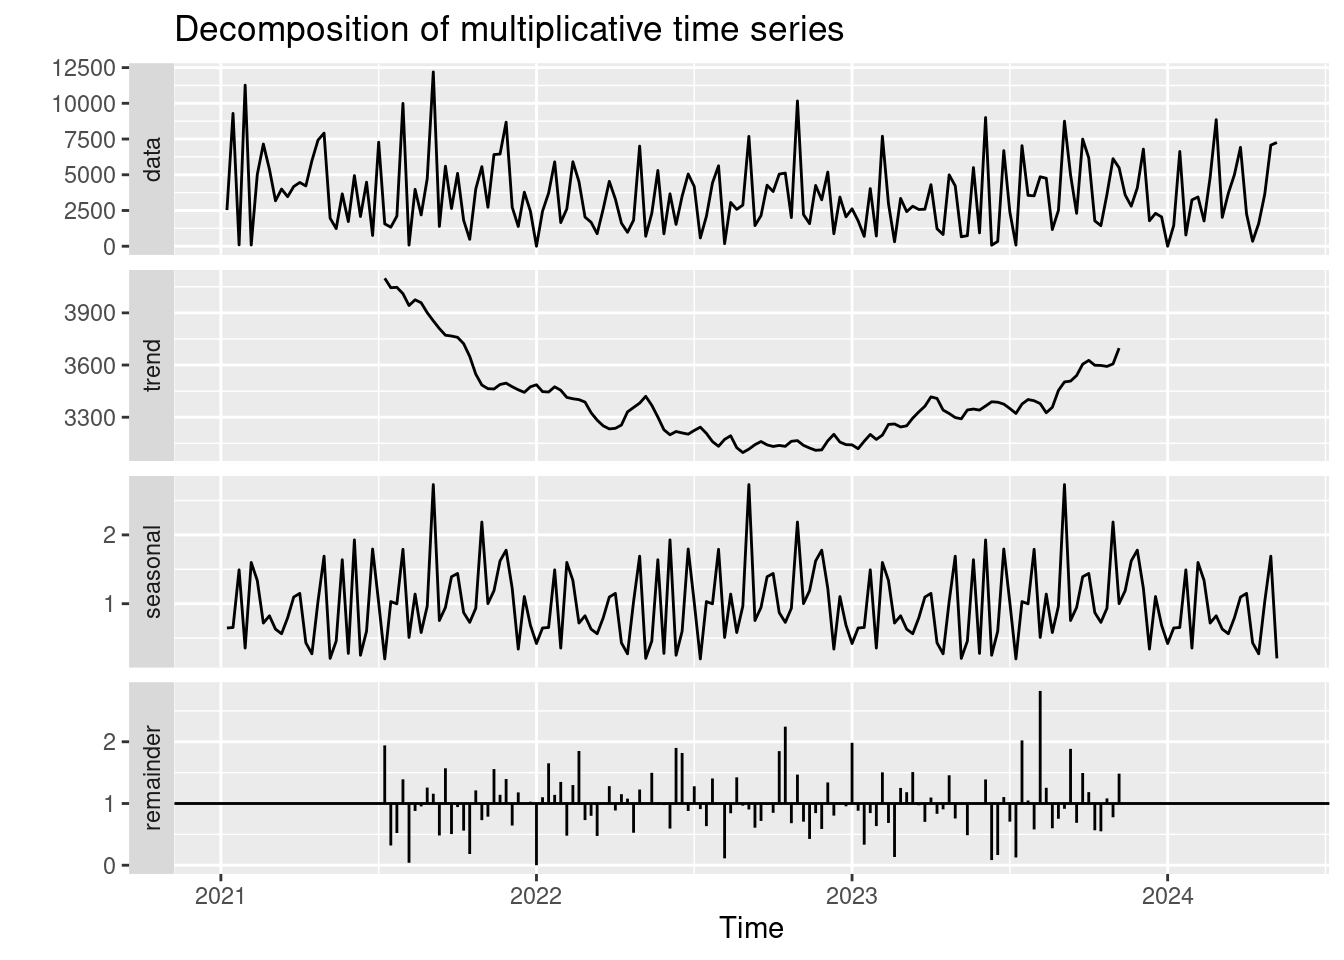 Decomposition of multiplicative time series
12500
10000
7500
5000
2500
0
data
3900
3600
3300
trend
2
1
seasonal
2
1
0
remainder
2021 2022 2023 2024
Time